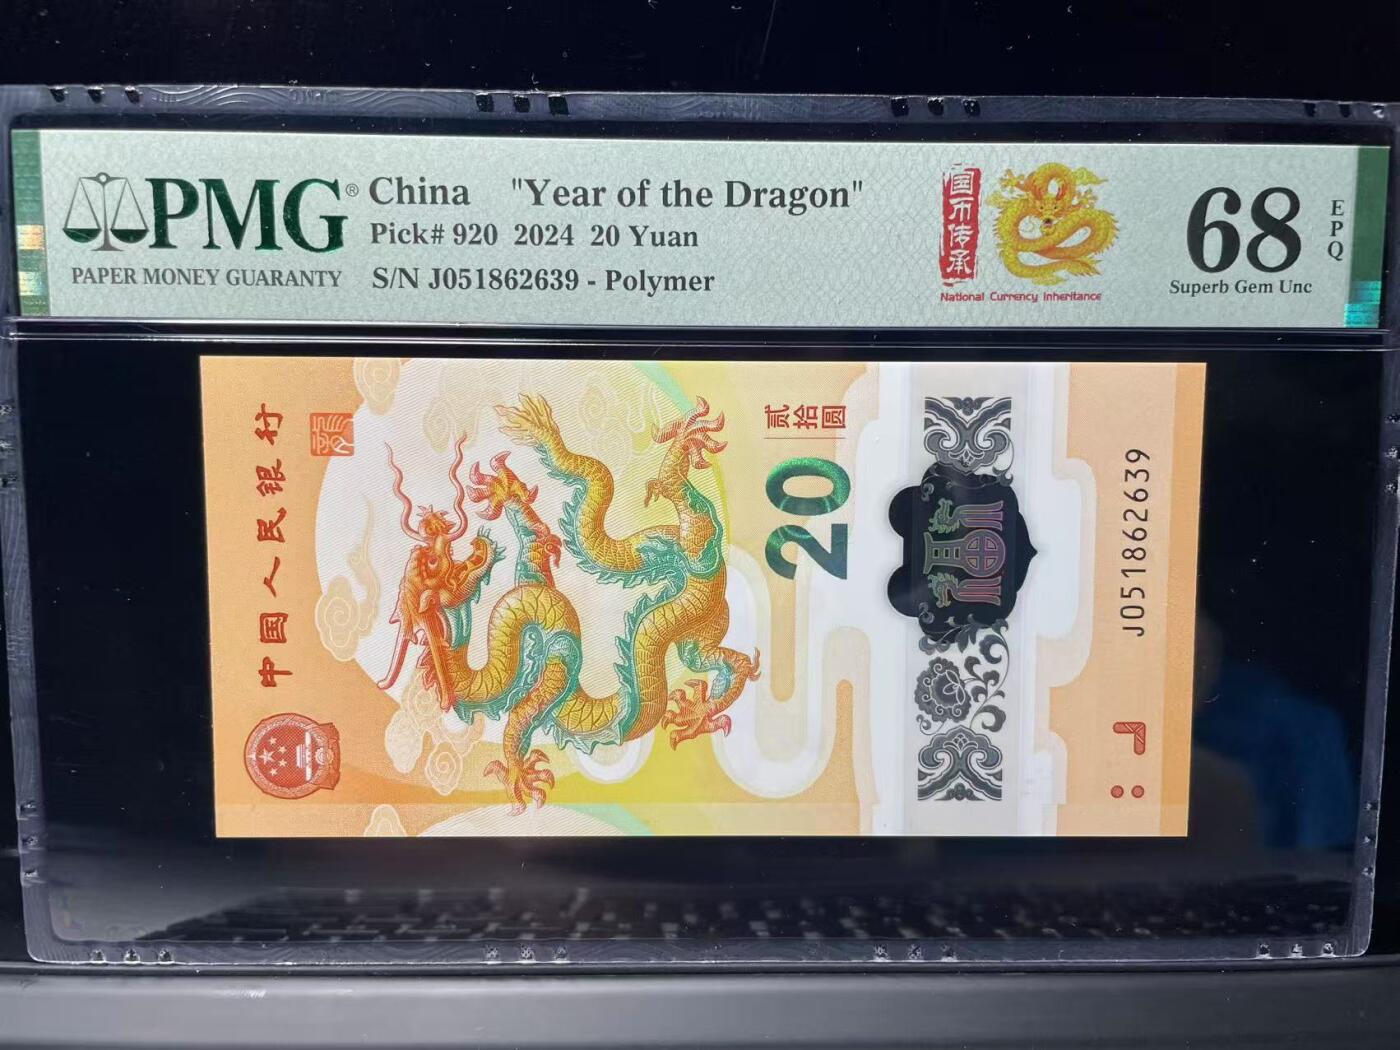 PMG®
PAPER MONEY GUARANTY
China "Year of the Dragon"
Pick# 920 2024 20 Yuan
S/N J051862639 - Polymer
国币传承
National Currency Inheritance
68
EPQ
Superb Gem Unc
中国人民银行
贰拾圆
20
J051862639